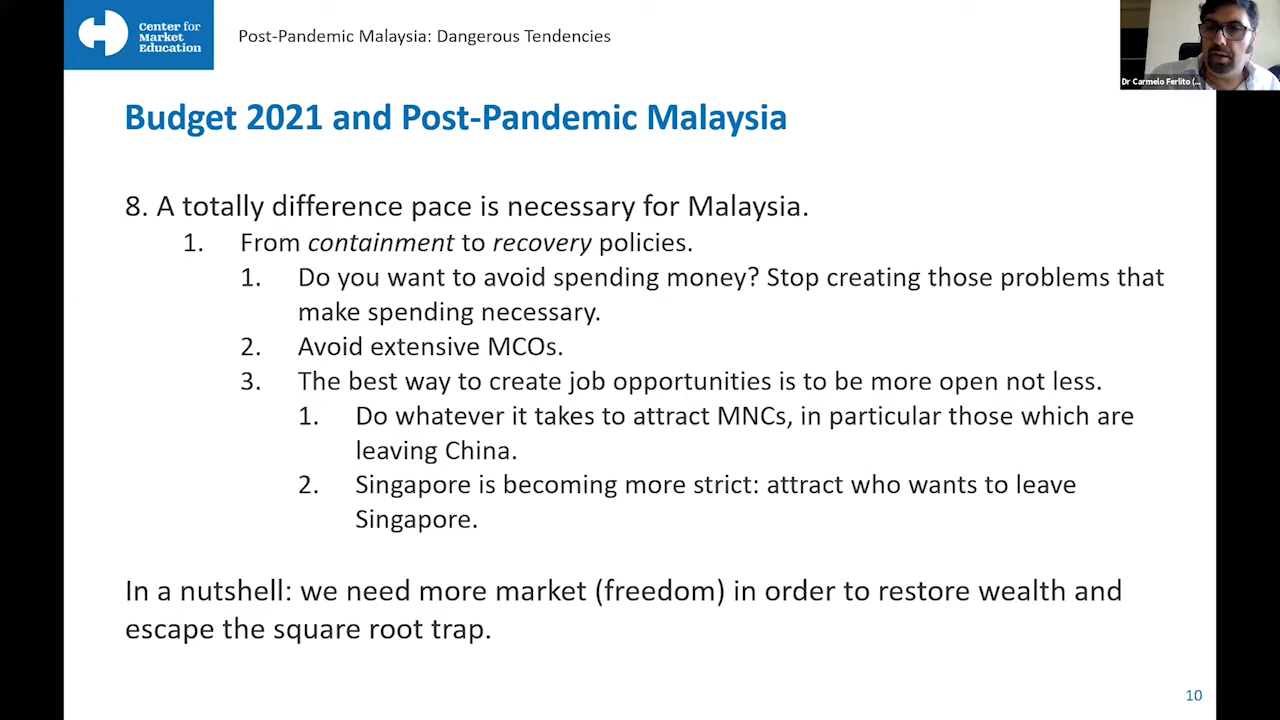 Center for
Market
Education
Post-Pandemic Malaysia: Dangerous Tendencies
Dr Carmelo Ferlito (...
Budget 2021 and Post-Pandemic Malaysia
8. A totally difference pace is necessary for Malaysia.
1. From containment to recovery policies.
1. Do you want to avoid spending money? Stop creating those problems that
make spending necessary.
2. Avoid extensive MCOs.
3. The best way to create job opportunities is to be more open not less.
1. Do whatever it takes to attract MNCs, in particular those which are
leaving China.
2. Singapore is becoming more strict: attract who wants to leave
Singapore.
In a nutshell: we need more market (freedom) in order to restore wealth and
escape the square root trap.
10